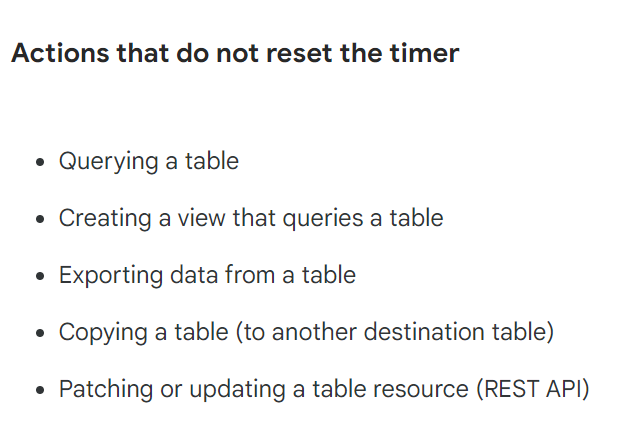 Actions that do not reset the timer
• Querying a table
• Creating a view that queries a table
• Exporting data from a table
• Copying a table (to another destination table)
• Patching or updating a table resource (REST API)